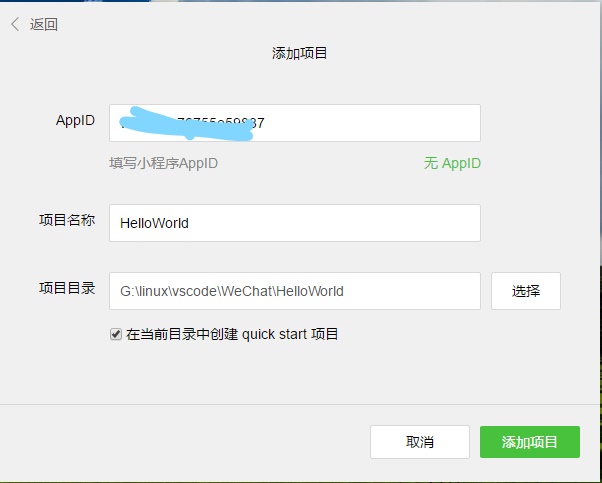 返回
添加项目
AppID
填写小程序AppID 无 AppID
项目名称 HelloWorld
项目目录 G:\linux\vscode\WeChat\HelloWorld 选择
在当前目录中创建 quick start 项目
取消 添加项目